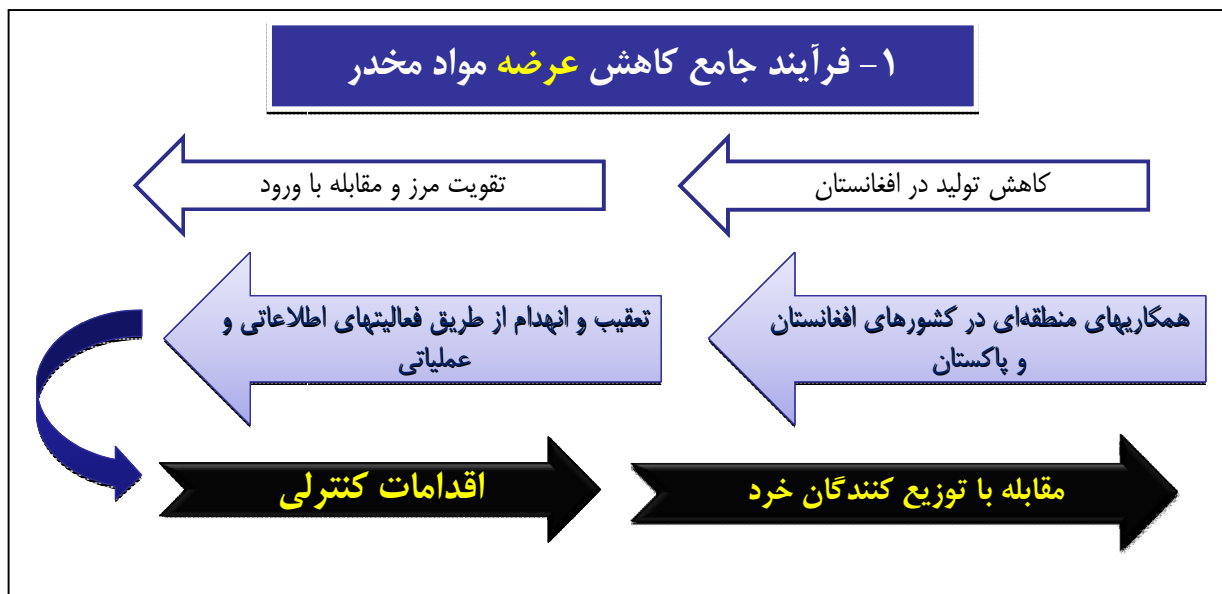 ۱- فرآیند جامع کاهش عرضه مواد مخدر
کاهش تولید در افغانستان
تقویت مرز و مقابله با ورود
همکاریهای منطقه‌ای در کشورهای افغانستان
و پاکستان
تعقیب و انهدام از طریق فعالیتهای اطلاعاتی و
عملیاتی
اقدامات کنترلی
مقابله با توزیع کنندگان خرد